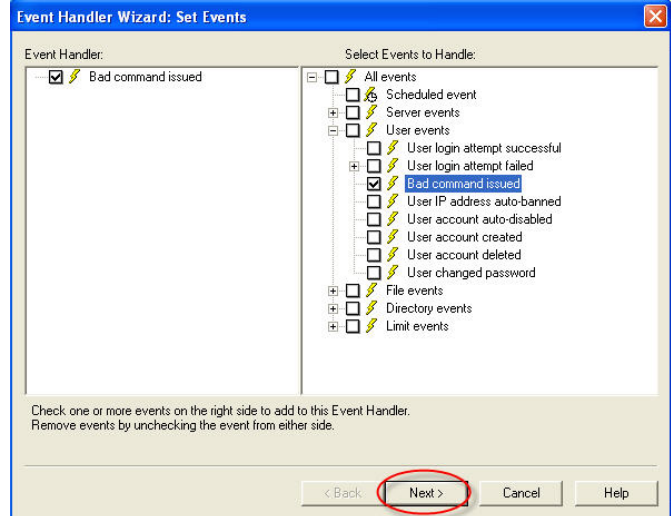 Event Handler Wizard: Set Events
Event Handler:
Select Events to Handle:
Bad command issued
All events
Scheduled event
Server events
User events
User login attempt successful
User login attempt failed
Bad command issued
User IP address auto-banned
User account auto-disabled
User account created
User account deleted
User changed password
File events
Directory events
Limit events
Check one or more events on the right side to add to this Event Handler.
Remove events by unchecking the event from either side.
< Back
Next >
Cancel
Help